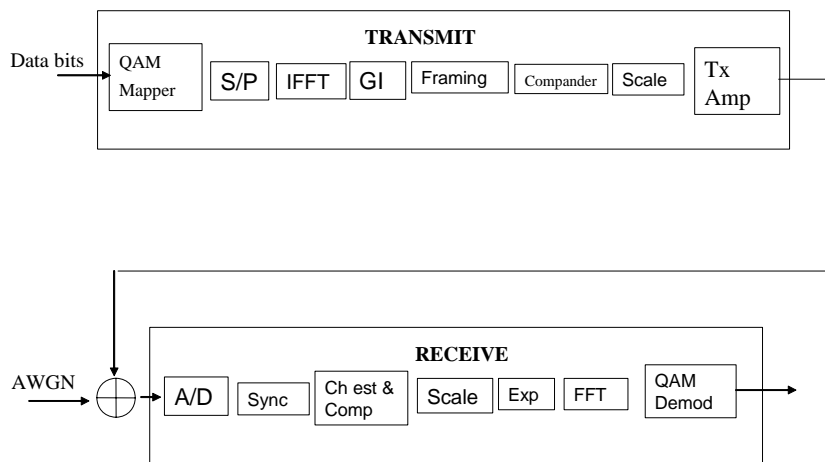 TRANSMIT
Data bits
QAM
Mapper
S/P
IFFT
GI
Framing
Compander
Scale
Tx
Amp
RECEIVE
AWGN
A/D
Sync
Ch est &
Comp
Scale
Exp
FFT
QAM
Demod